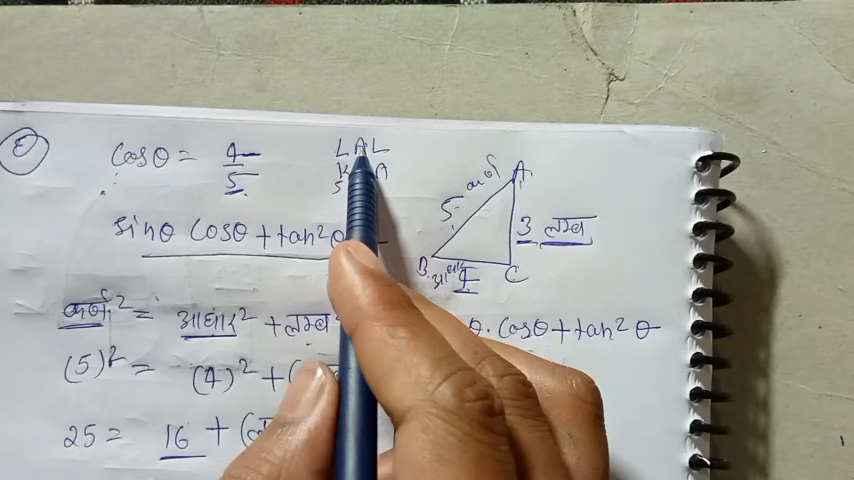 cosθ = 4/5
LAL
A
sinθ cosθ + tan²θ
A
5 कर्ण
3 लम्ब
B
आधार 4
C
कर्ण² = आधार² + लम्ब
. cosθ + tan²θ
(5)² = (4)² + (
25 = 16 + (